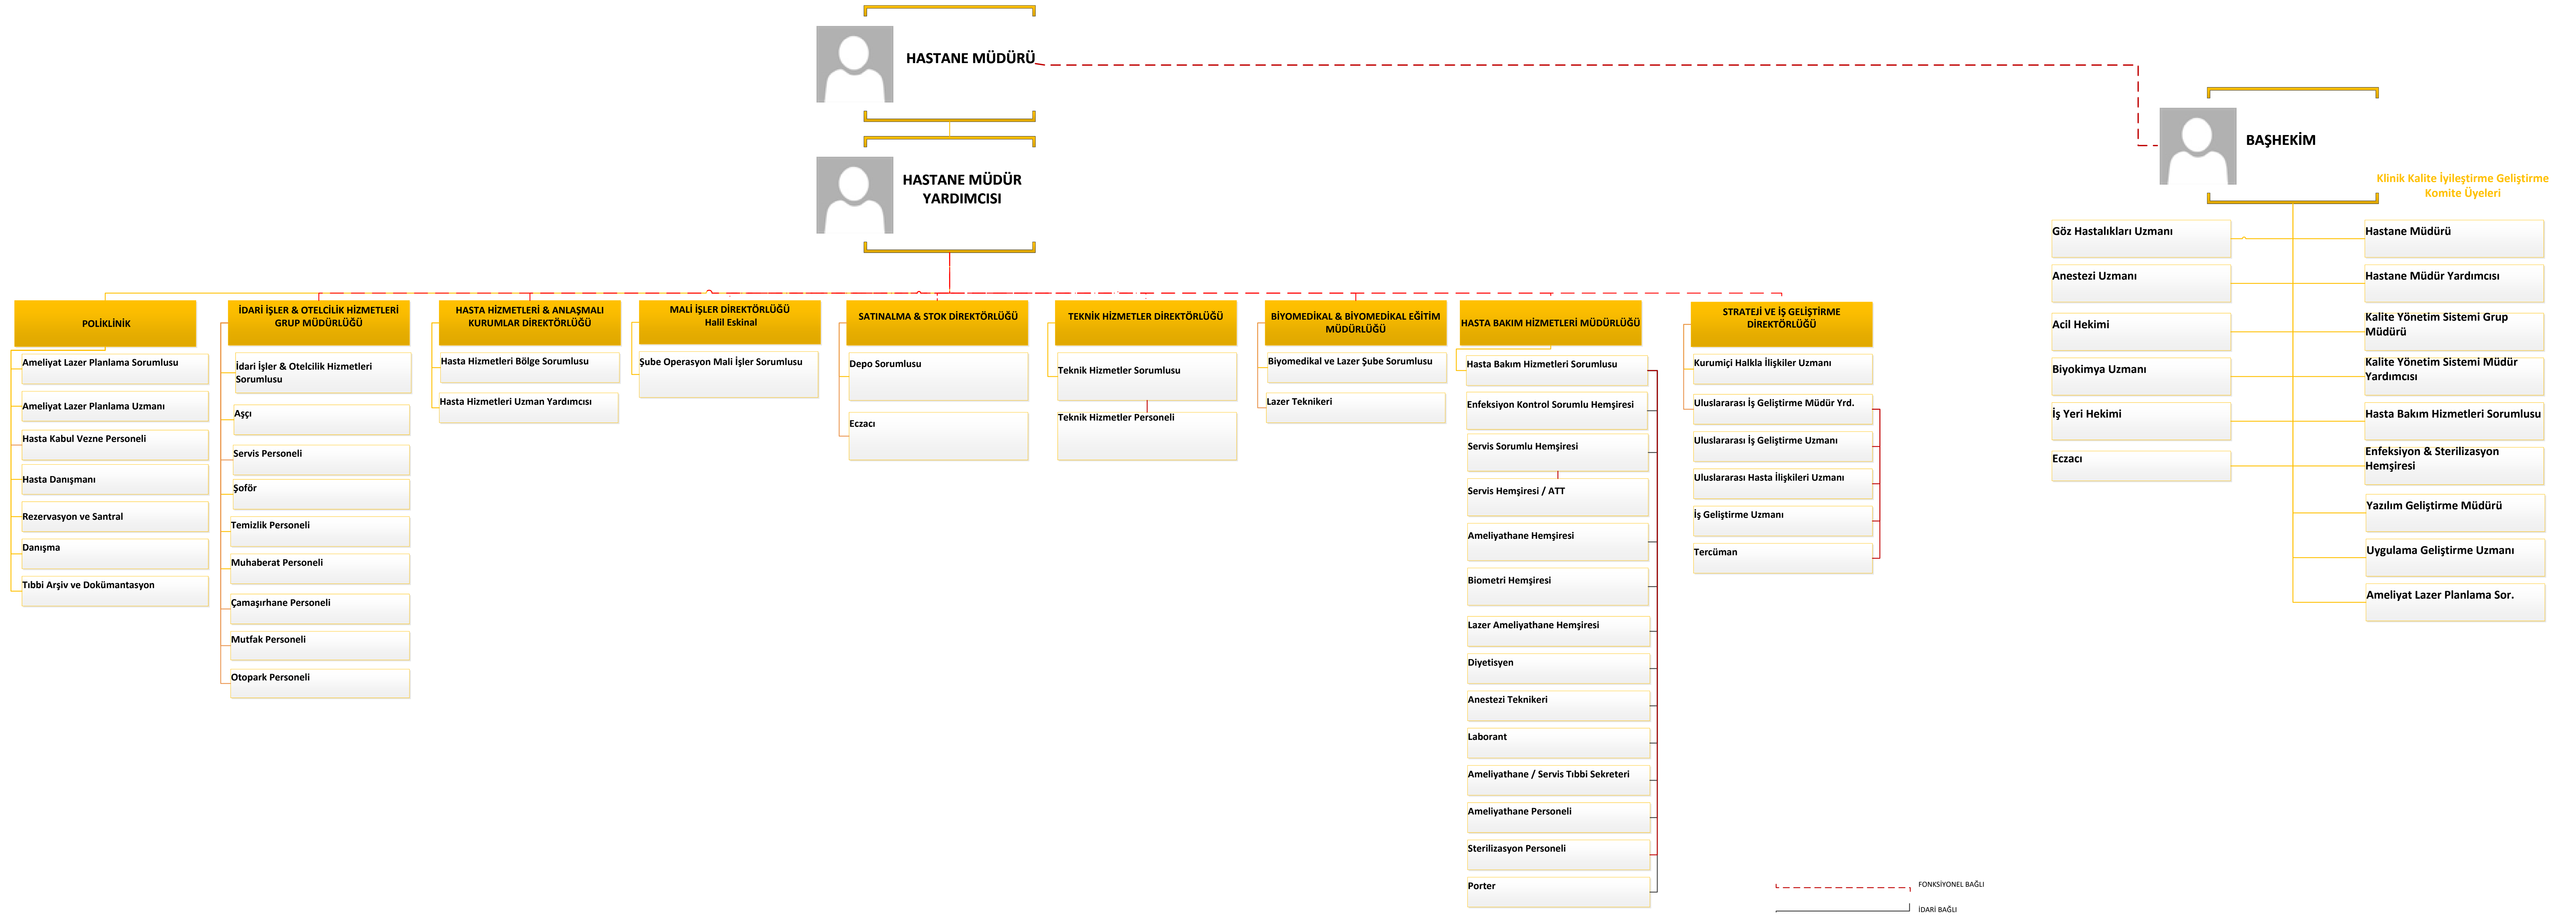 HASTANE MÜDÜRÜ
HASTANE MÜDÜR
YARDIMCISI
BAŞHEKİM
Klinik Kalite İyileştirme Geliştirme
Komite Üyeleri
POLİKLİNİK
Ameliyat Lazer Planlama Sorumlusu
Ameliyat Lazer Planlama Uzmanı
Hasta Kabul Vezne Personeli
Hasta Danışmanı
Rezervasyon ve Santral
Danışma
Tıbbi Arşiv ve Dokümantasyon
İDARİ İŞLER & OTELCİLİK HİZMETLERİ
GRUP MÜDÜRLÜĞÜ
İdari İşler & Otelcilik Hizmetleri
Sorumlusu
Aşçı
Servis Personeli
Şoför
Temizlik Personeli
Muhaberat Personeli
Çamaşırhane Personeli
Mutfak Personeli
Otopark Personeli
HASTA HİZMETLERİ & ANLAŞMALI
KURUMLAR DİREKTÖRLÜĞÜ
Hasta Hizmetleri Bölge Sorumlusu
Hasta Hizmetleri Uzman Yardımcısı
MALİ İŞLER DİREKTÖRLÜĞÜ
Halil Eskinal
Şube Operasyon Mali İşler Sorumlusu
SATINALMA & STOK DİREKTÖRLÜĞÜ
Depo Sorumlusu
Eczacı
TEKNİK HİZMETLER DİREKTÖRLÜĞÜ
Teknik Hizmetler Sorumlusu
Teknik Hizmetler Personeli
BİYOMEDİKAL & BİYOMEDİKAL EĞİTİM
MÜDÜRLÜĞÜ
Biyomedikal ve Lazer Şube Sorumlusu
Lazer Teknikeri
HASTA BAKIM HİZMETLERİ MÜDÜRLÜĞÜ
Hasta Bakım Hizmetleri Sorumlusu
Enfeksiyon Kontrol Sorumlu Hemşiresi
Servis Sorumlu Hemşiresi
Servis Hemşiresi / ATT
Ameliyathane Hemşiresi
Biometri Hemşiresi
Lazer Ameliyathane Hemşiresi
Diyetisyen
Anestezi Teknikeri
Laborant
Ameliyathane / Servis Tıbbi Sekreteri
Ameliyathane Personeli
Sterilizasyon Personeli
Porter
STRATEJİ VE İŞ GELİŞTİRME
DİREKTÖRLÜĞÜ
Kurumiçi Halkla İlişkiler Uzmanı
Uluslararası İş Geliştirme Müdür Yrd.
Uluslararası İş Geliştirme Uzmanı
Uluslararası Hasta İlişkileri Uzmanı
İş Geliştirme Uzmanı
Tercüman
Göz Hastalıkları Uzmanı
Anestezi Uzmanı
Acil Hekimi
Biyokimya Uzmanı
İş Yeri Hekimi
Eczacı
Hastane Müdürü
Hastane Müdür Yardımcısı
Kalite Yönetim Sistemi Grup
Müdürü
Kalite Yönetim Sistemi Müdür
Yardımcısı
Hasta Bakım Hizmetleri Sorumlusu
Enfeksiyon & Sterilizasyon
Hemşiresi
Yazılım Geliştirme Müdürü
Uygulama Geliştirme Uzmanı
Ameliyat Lazer Planlama Sor.
FONKSİYONEL BAĞLI
İDARİ BAĞLI